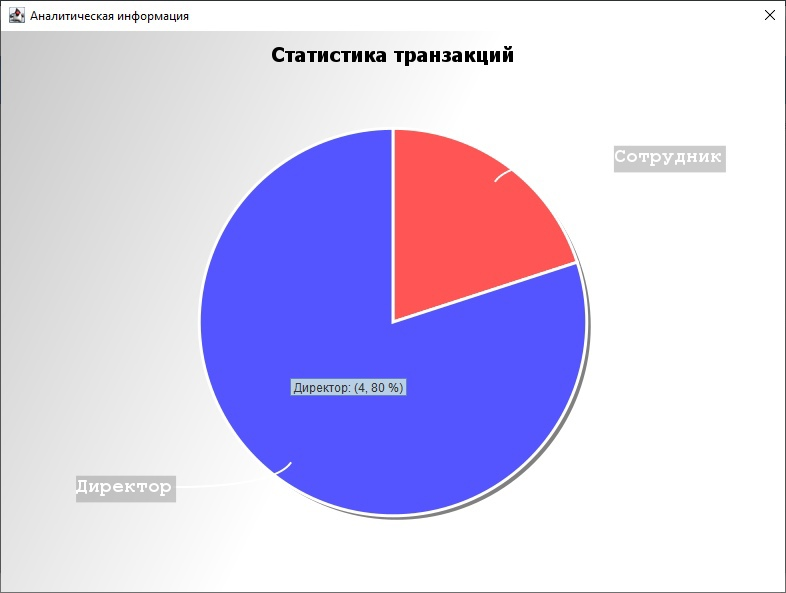 Аналитическая информация
Статистика транзакций
Сотрудник
Директор: (4, 80 %)
Директор